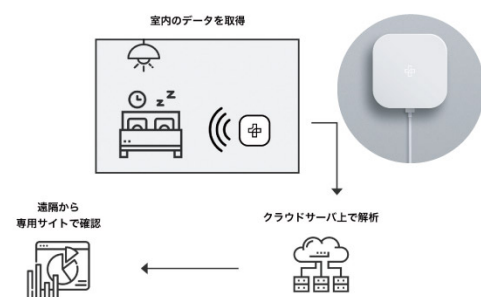 室内のデータを取得
z z
クラウドサーバ上で解析
遠隔から
専用サイトで確認